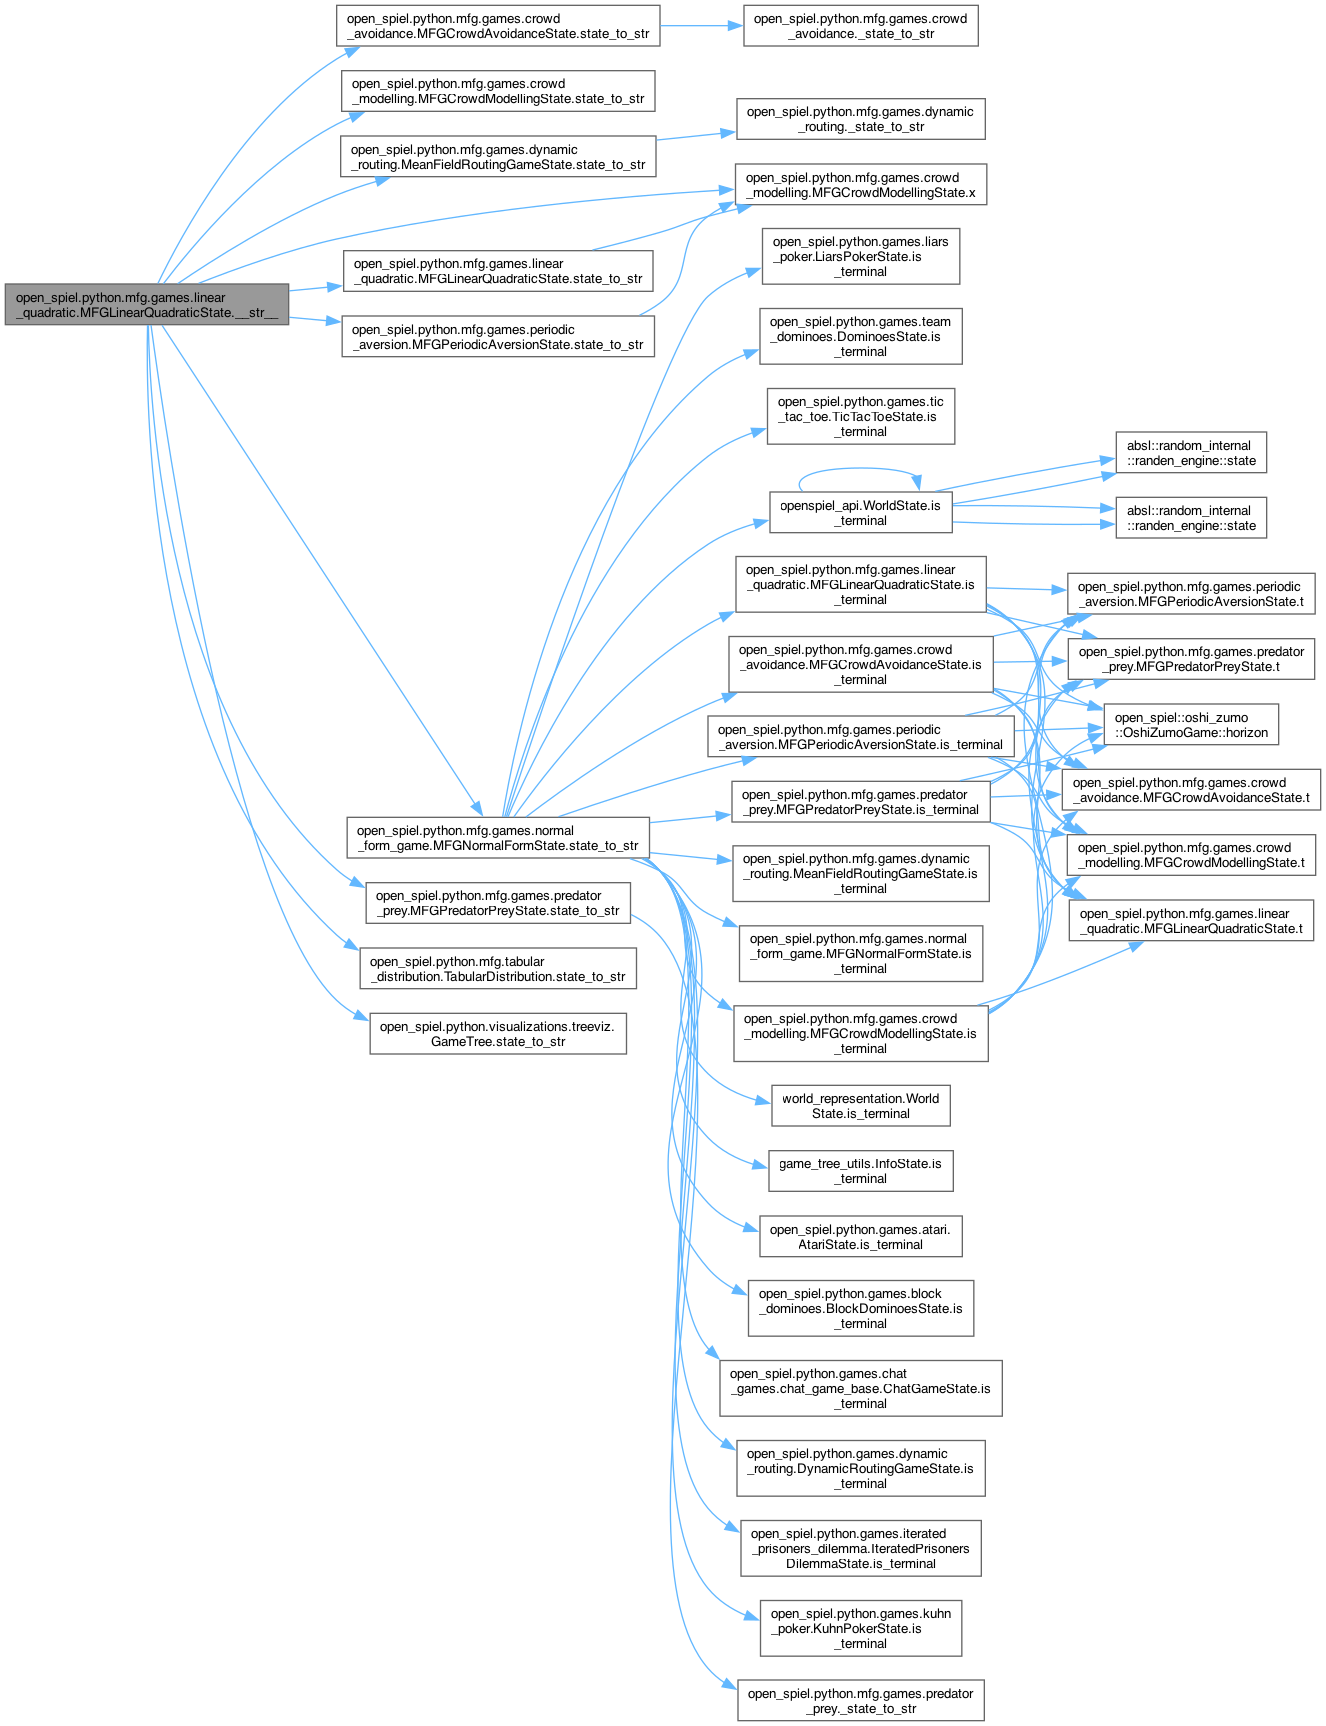 open_spiel.python.mfg.games.linear
_quadratic.MFGLinearQuadraticState.__str__
open_spiel.python.mfg.games.crowd
_avoidance.MFGCrowdAvoidanceState.state_to_str
open_spiel.python.mfg.games.crowd
_modelling.MFGCrowdModellingState.state_to_str
open_spiel.python.mfg.games.dynamic
_routing.MeanFieldRoutingGameState.state_to_str
open_spiel.python.mfg.games.linear
_quadratic.MFGLinearQuadraticState.state_to_str
open_spiel.python.mfg.games.periodic
_aversion.MFGPeriodicAversionState.state_to_str
open_spiel.python.mfg.games.normal
_form_game.MFGNormalFormState.state_to_str
open_spiel.python.mfg.games.predator
_prey.MFGPredatorPreyState.state_to_str
open_spiel.python.mfg.tabular
_distribution.TabularDistribution.state_to_str
open_spiel.python.visualizations.treeviz.
GameTree.state_to_str
open_spiel.python.mfg.games.crowd
_avoidance._state_to_str
open_spiel.python.mfg.games.dynamic
_routing._state_to_str
open_spiel.python.mfg.games.crowd
_modelling.MFGCrowdModellingState.x
open_spiel.python.games.liars
_poker.LiarsPokerState.is
_terminal
open_spiel.python.games.team
_dominoes.DominoesState.is
_terminal
open_spiel.python.games.tic
_tac_toe.TicTacToeState.is
_terminal
openspiel_api.WorldState.is
_terminal
open_spiel.python.mfg.games.linear
_quadratic.MFGLinearQuadraticState.is
_terminal
open_spiel.python.mfg.games.crowd
_avoidance.MFGCrowdAvoidanceState.is
_terminal
open_spiel.python.mfg.games.periodic
_aversion.MFGPeriodicAversionState.is_terminal
open_spiel.python.mfg.games.predator
_prey.MFGPredatorPreyState.is_terminal
open_spiel.python.mfg.games.dynamic
_routing.MeanFieldRoutingGameState.is
_terminal
open_spiel.python.mfg.games.normal
_form_game.MFGNormalFormState.is
_terminal
open_spiel.python.mfg.games.crowd
_modelling.MFGCrowdModellingState.is
_terminal
world_representation.World
State.is_terminal
game_tree_utils.InfoState.is
_terminal
open_spiel.python.games.atari.
AtariState.is_terminal
open_spiel.python.games.block
_dominoes.BlockDominoesState.is
_terminal
open_spiel.python.games.chat
_games.chat_game_base.ChatGameState.is
_terminal
open_spiel.python.games.dynamic
_routing.DynamicRoutingGameState.is
_terminal
open_spiel.python.games.iterated
_prisoners_dilemma.IteratedPrisoners
DilemmaState.is_terminal
open_spiel.python.games.kuhn
_poker.KuhnPokerState.is
_terminal
open_spiel.python.mfg.games.predator
_prey._state_to_str
absl::random_internal
::randen_engine::state
absl::random_internal
::randen_engine::state
open_spiel.python.mfg.games.periodic
_aversion.MFGPeriodicAversionState.t
open_spiel.python.mfg.games.predator
_prey.MFGPredatorPreyState.t
open_spiel::oshi_zumo
::OshiZumoGame::horizon
open_spiel.python.mfg.games.crowd
_avoidance.MFGCrowdAvoidanceState.t
open_spiel.python.mfg.games.crowd
_modelling.MFGCrowdModellingState.t
open_spiel.python.mfg.games.linear
_quadratic.MFGLinearQuadraticState.t